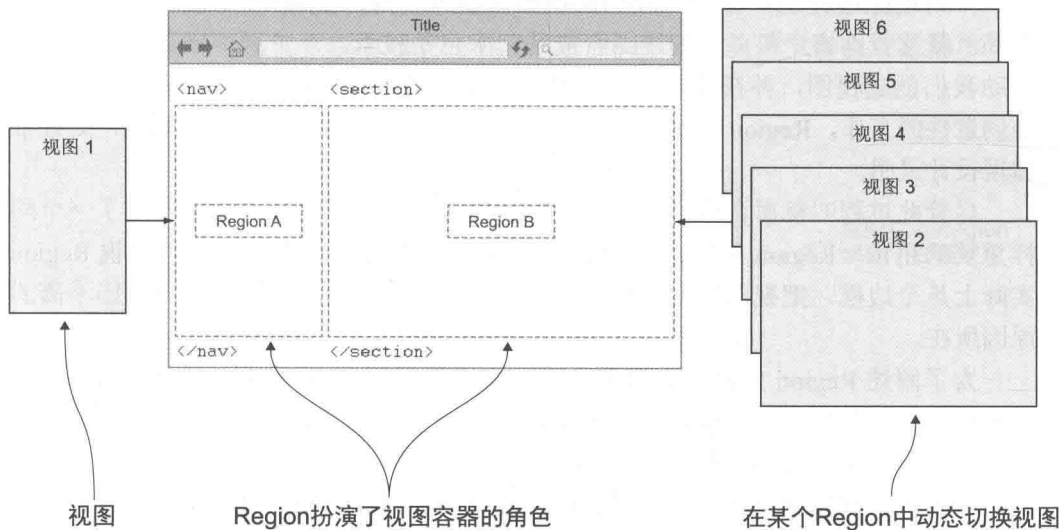 Title
<nav>
<section>
视图 1
Region A
Region B
视图 6
视图 5
视图 4
视图 3
视图 2
</nav>
</section>
视图
Region扮演了视图容器的角色
在某个Region中动态切换视图